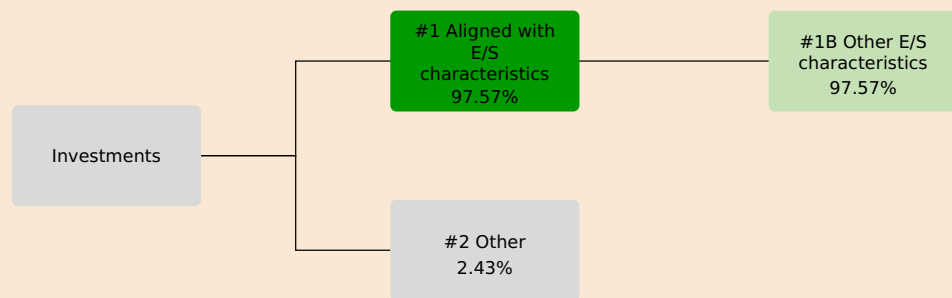 #1 Aligned with
E/S
characteristics
97.57%
#1B Other E/S
characteristics
97.57%
Investments
#2 Other
2.43%